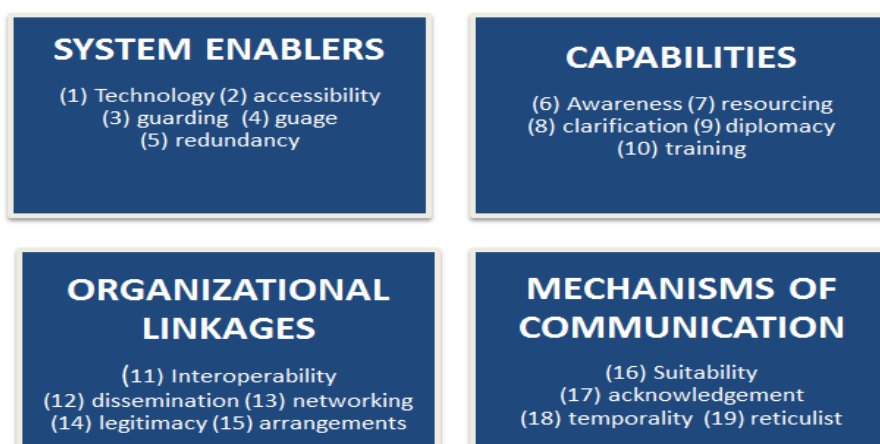 SYSTEM ENABLERS
(1) Technology (2) accessibility
(3) guarding (4) guage
(5) redundancy
CAPABILITIES
(6) Awareness (7) resourcing
(8) clarification (9) diplomacy
(10) training
ORGANIZATIONAL
LINKAGES
(11) Interoperability
(12) dissemination (13) networking
(14) legitimacy (15) arrangements
MECHANISMS OF
COMMUNICATION
(16) Suitability
(17) acknowledgement
(18) temporality (19) reticulist